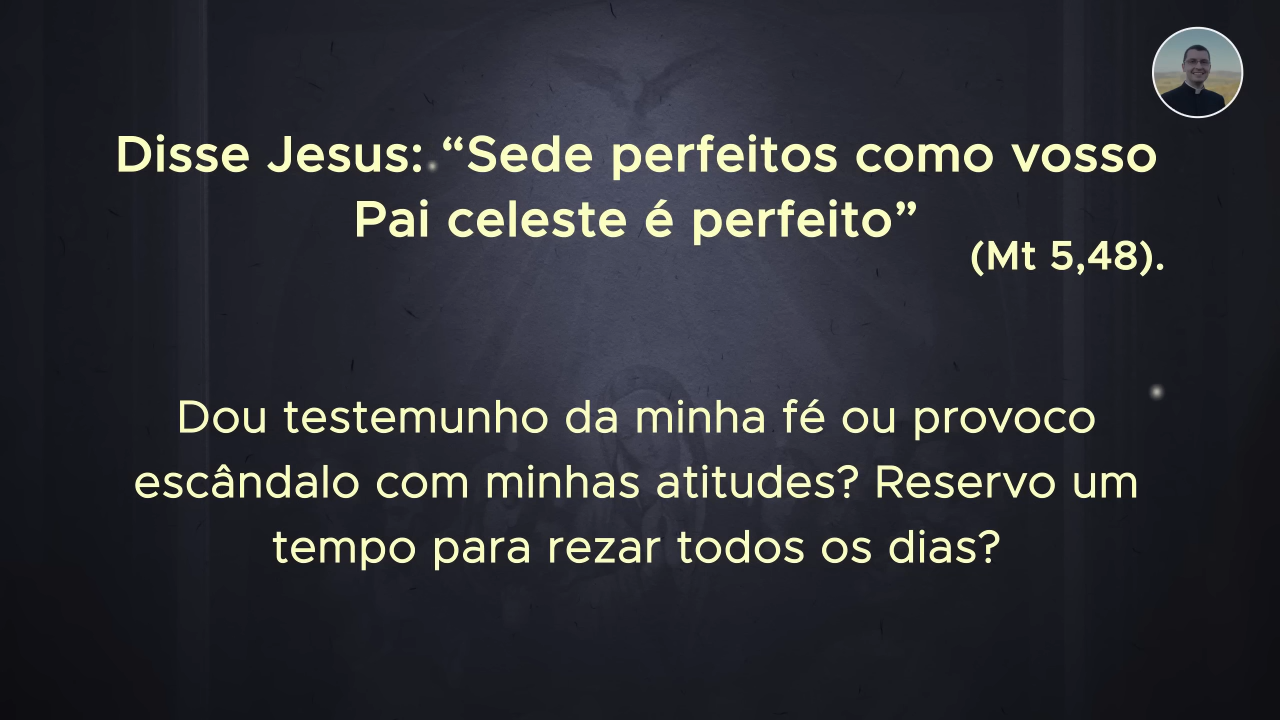 Disse Jesus: “Sede perfeitos como vosso
Pai celeste é perfeito”
(Mt 5,48).
Dou testemunho da minha fé ou provoco
escândalo com minhas atitudes? Reservo um
tempo para rezar todos os dias?